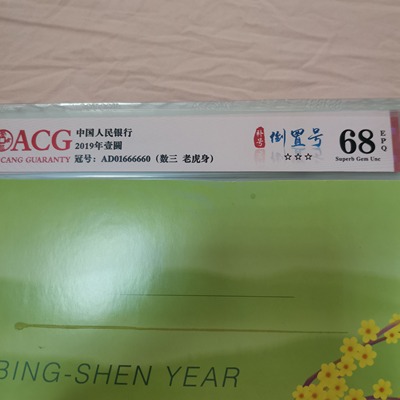 ACG
CANG GUARANTY
中国人民银行
2019年壹圆
冠号: AD01666660 (数三 老虎身)
补号
倒置号
☆☆☆
68
EPQ
Superb Gem Unc
BING-SHEN YEAR